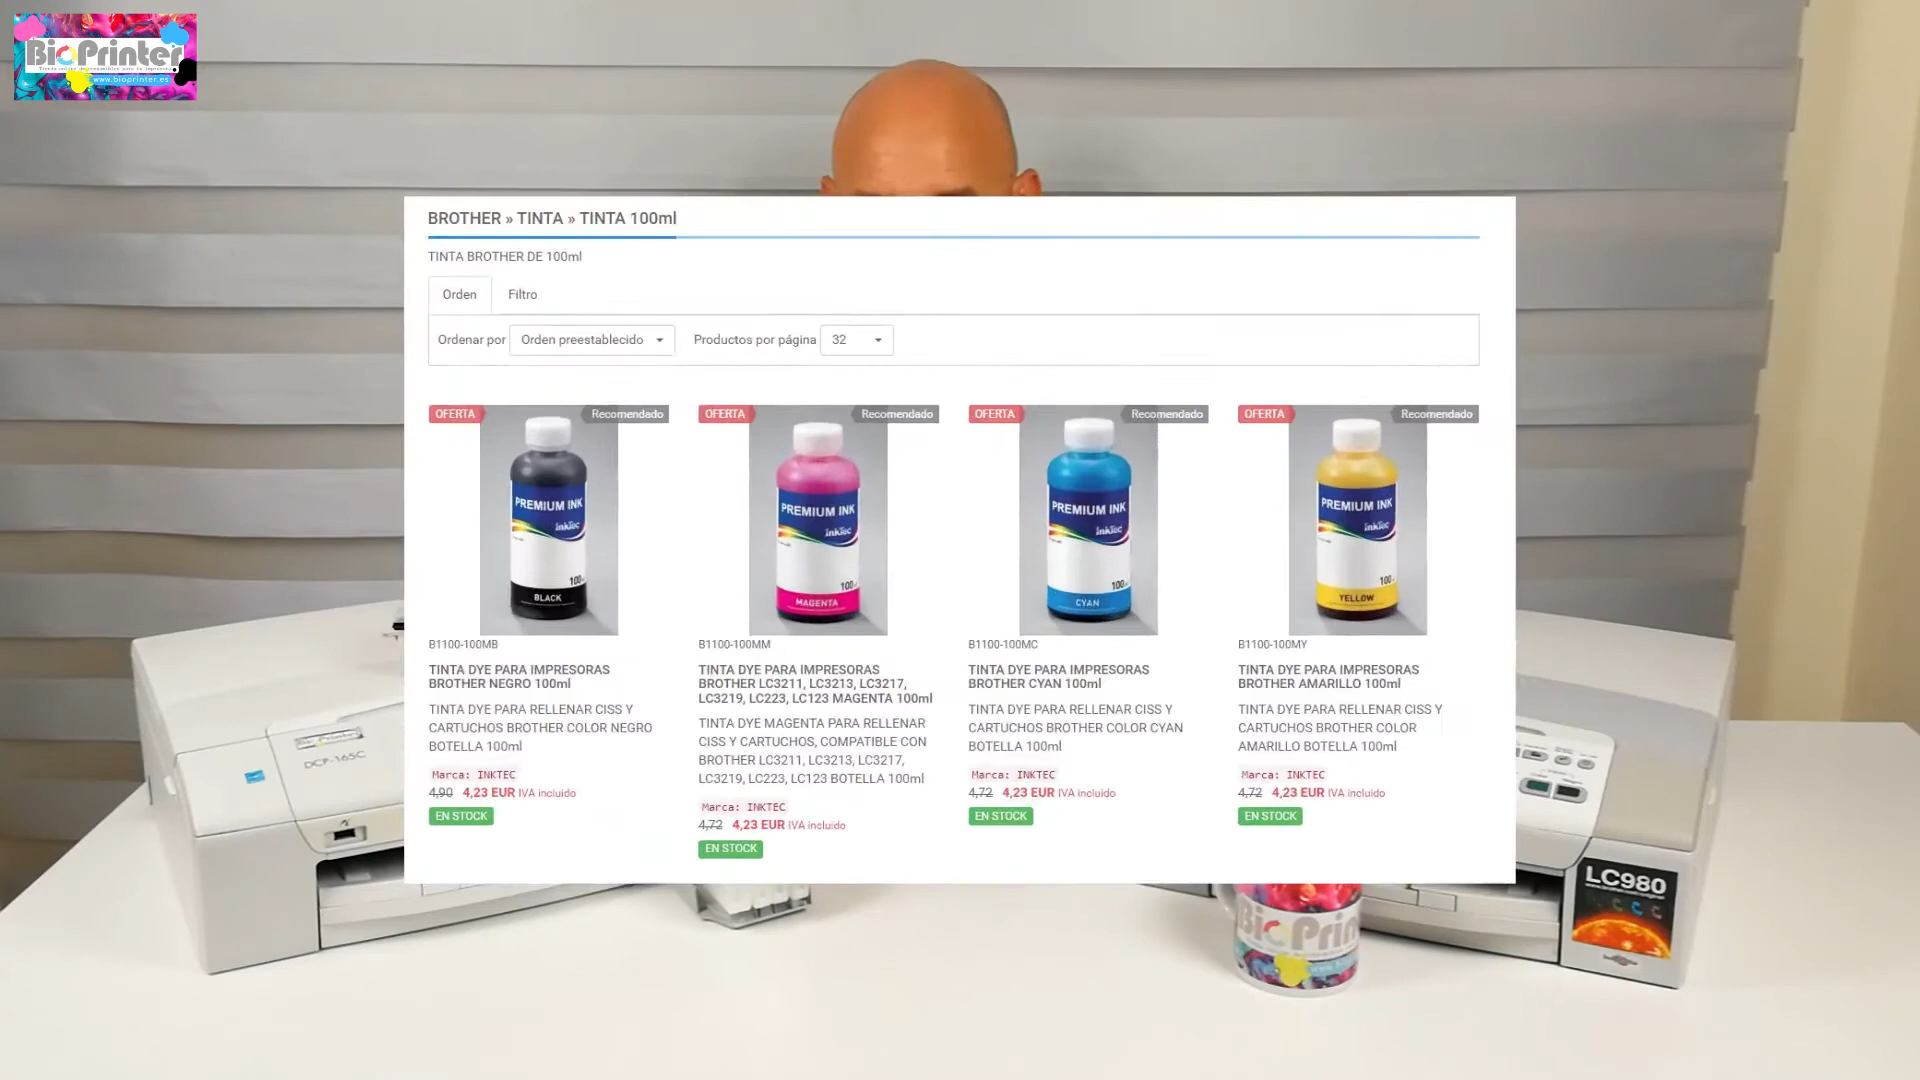 BioPrinter
www.bioprinter.es
BROTHER » TINTA » TINTA 100ml
TINTA BROTHER DE 100ml
Orden
Filtro
Ordenar por
Orden preestablecido
Productos por página
32
OFERTA
Recomendado
OFERTA
Recomendado
OFERTA
Recomendado
OFERTA
Recomendado
PREMIUM INK
InkTec
100
BLACK
PREMIUM INK
InkTec
100
MAGENTA
PREMIUM INK
InkTec
100
CYAN
PREMIUM INK
InkTec
100
YELLOW
B1100-100MB
TINTA DYE PARA IMPRESORAS
BROTHER NEGRO 100ml
TINTA DYE PARA RELLENAR CISS Y
CARTUCHOS BROTHER COLOR NEGRO
BOTELLA 100ml
Marca: INKTEC
4,90 4,23 EUR IVA incluido
EN STOCK
B1100-100MM
TINTA DYE PARA IMPRESORAS
BROTHER LC3211, LC3213, LC3217,
LC3219, LC223, LC123 MAGENTA 100ml
TINTA DYE MAGENTA PARA RELLENAR
CISS Y CARTUCHOS, COMPATIBLE CON
BROTHER LC3211, LC3213, LC3217,
LC3219, LC223, LC123 BOTELLA 100ml
Marca: INKTEC
4,72 4,23 EUR IVA incluido
EN STOCK
B1100-100MC
TINTA DYE PARA IMPRESORAS
BROTHER CYAN 100ml
TINTA DYE PARA RELLENAR CISS Y
CARTUCHOS BROTHER COLOR CYAN
BOTELLA 100ml
Marca: INKTEC
4,72 4,23 EUR IVA incluido
EN STOCK
B1100-100MY
TINTA DYE PARA IMPRESORAS
BROTHER AMARILLO 100ml
TINTA DYE PARA RELLENAR CISS Y
CARTUCHOS BROTHER COLOR
AMARILLO BOTELLA 100ml
Marca: INKTEC
4,72 4,23 EUR IVA incluido
EN STOCK
BioPrinter
DCP-165C
LC980
BioPrin